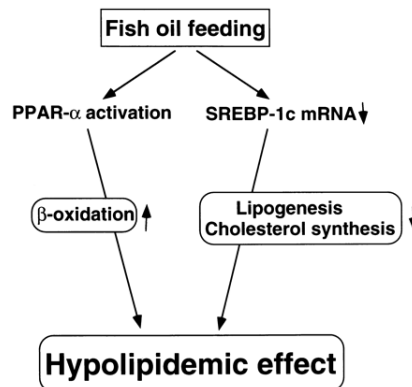 Fish oil feeding
PPAR-α activation
SREBP-1c mRNA
β-oxidation
Lipogenesis
Cholesterol synthesis
Hypolipidemic effect